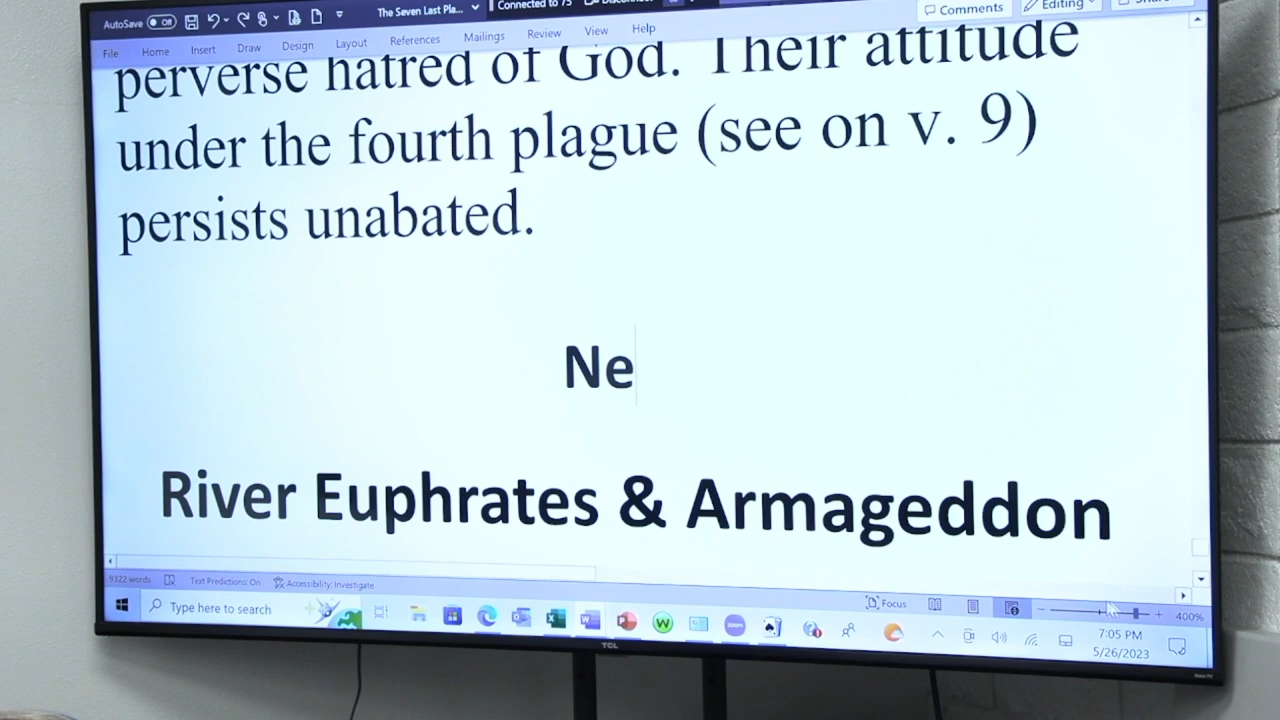 AutoSave Off The Seven Last Pla... Connected to 75
Comments Editing
File Home Insert Draw Design Layout References Mailings Review View Help
perverse hatred of God. Their attitude
under the fourth plague (see on v. 9)
persists unabated.
Ne
River Euphrates & Armageddon
9322 words Text Predictions: On Accessibility: Investigate Focus 400%
Type here to search
7:05 PM
5/26/2023
TCL
Roku TV